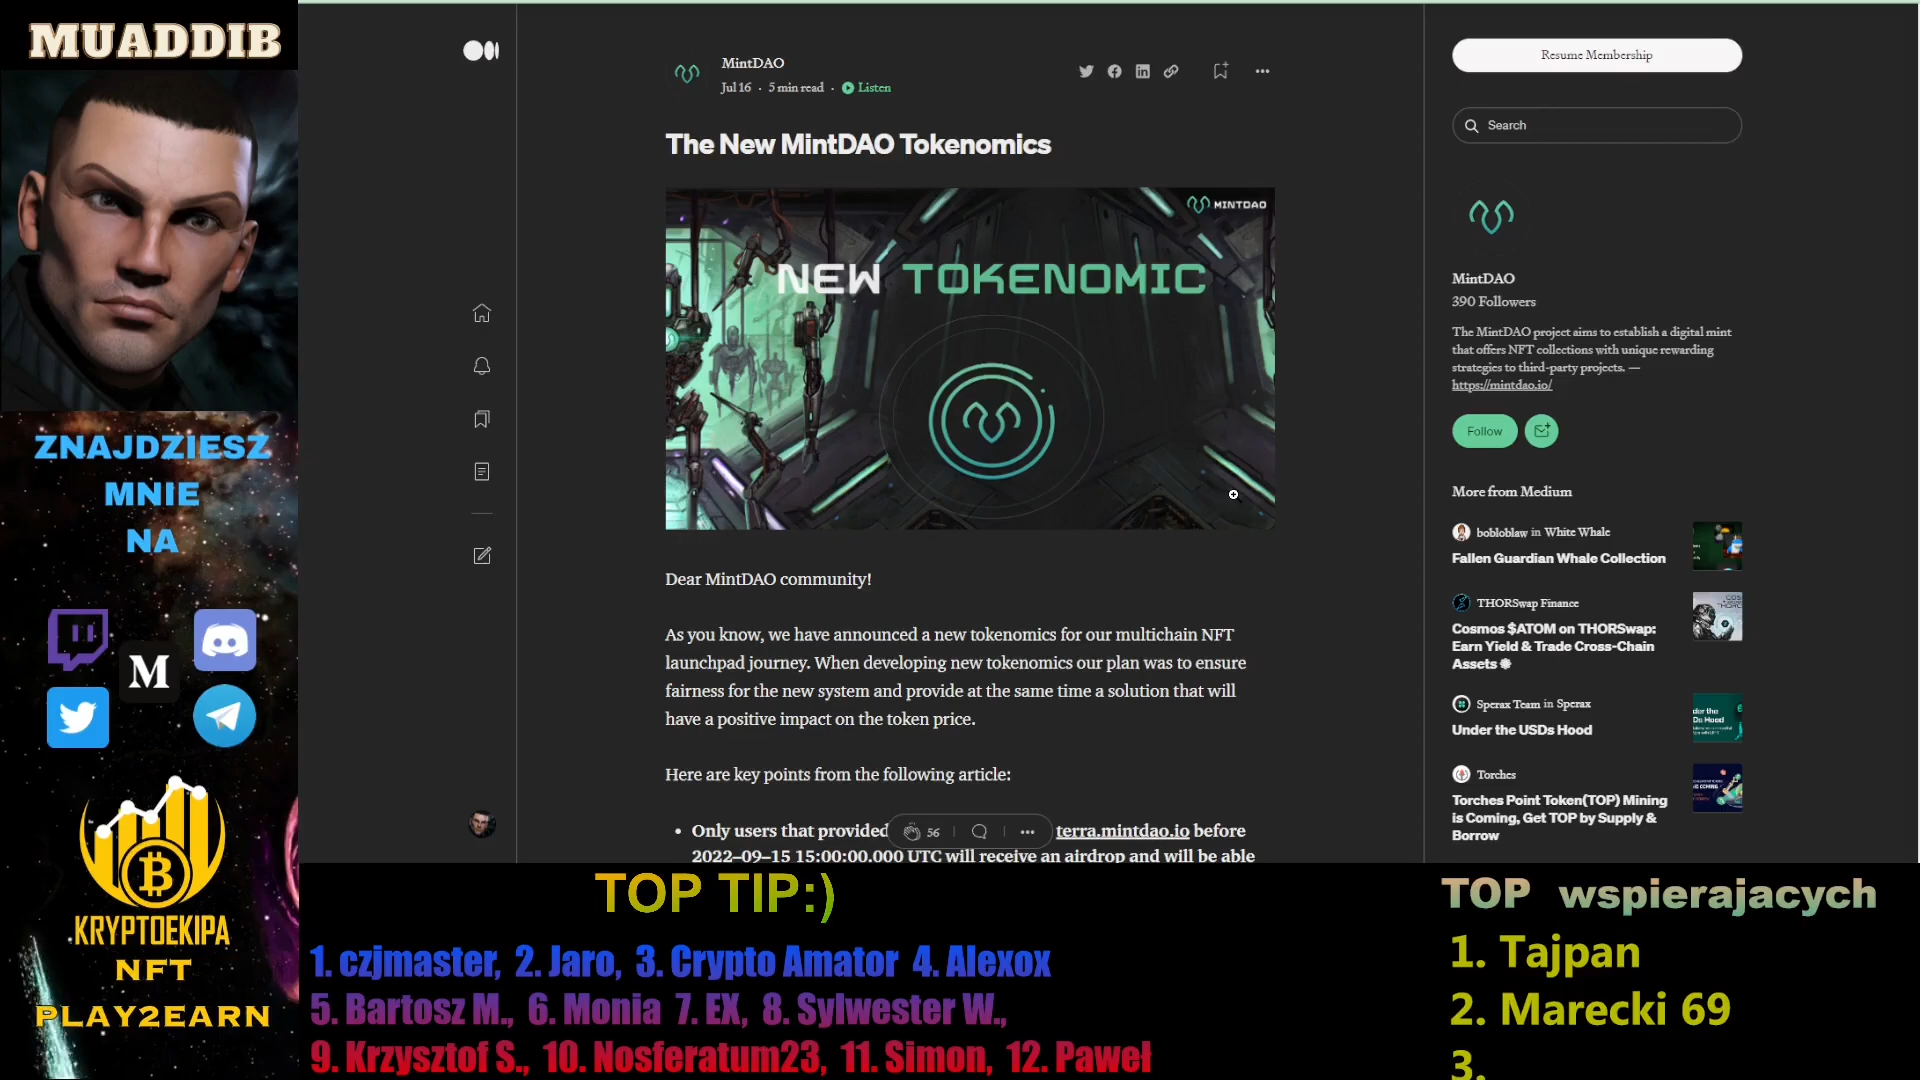 MUADDIB
ZNAJDZIESZ
MNIE
NA
M
KRYPTOEKIPA
NFT
PLAY2EARN
MintDAO
Jul 16 · 5 min read · Listen
The New MintDAO Tokenomics
MINTDAO
NEW TOKENOMIC
Dear MintDAO community!
As you know, we have announced a new tokenomics for our multichain NFT
launchpad journey. When developing new tokenomics our plan was to ensure
fairness for the new system and provide at the same time a solution that will
have a positive impact on the token price.
Here are key points from the following article:
• Only users that provided
56
terra.mintdao.io before
2022–09–15 15:00:00.000 UTC will receive an airdrop and will be able
Resume Membership
Search
MintDAO
390 Followers
The MintDAO project aims to establish a digital mint
that offers NFT collections with unique rewarding
strategies to third-party projects. —
https://mintdao.io/
Follow
More from Medium
bobloblaw in White Whale
Fallen Guardian Whale Collection
THORSwap Finance
Cosmos $ATOM on THORSwap:
Earn Yield & Trade Cross-Chain
Assets
Sperax Team in Sperax
Under the USDs Hood
Torches
Torches Point Token(TOP) Mining
is Coming, Get TOP by Supply &
Borrow
TOP TIP:)
1. czjmaster, 2. Jaro, 3. Crypto Amator 4. Alexox
5. Bartosz M., 6. Monia 7. EX, 8. Sylwester W.,
9. Krzysztof S., 10. Nosferatum23, 11. Simon, 12. Paweł
TOP wspierajacych
1. Tajpan
2. Marecki 69
3.